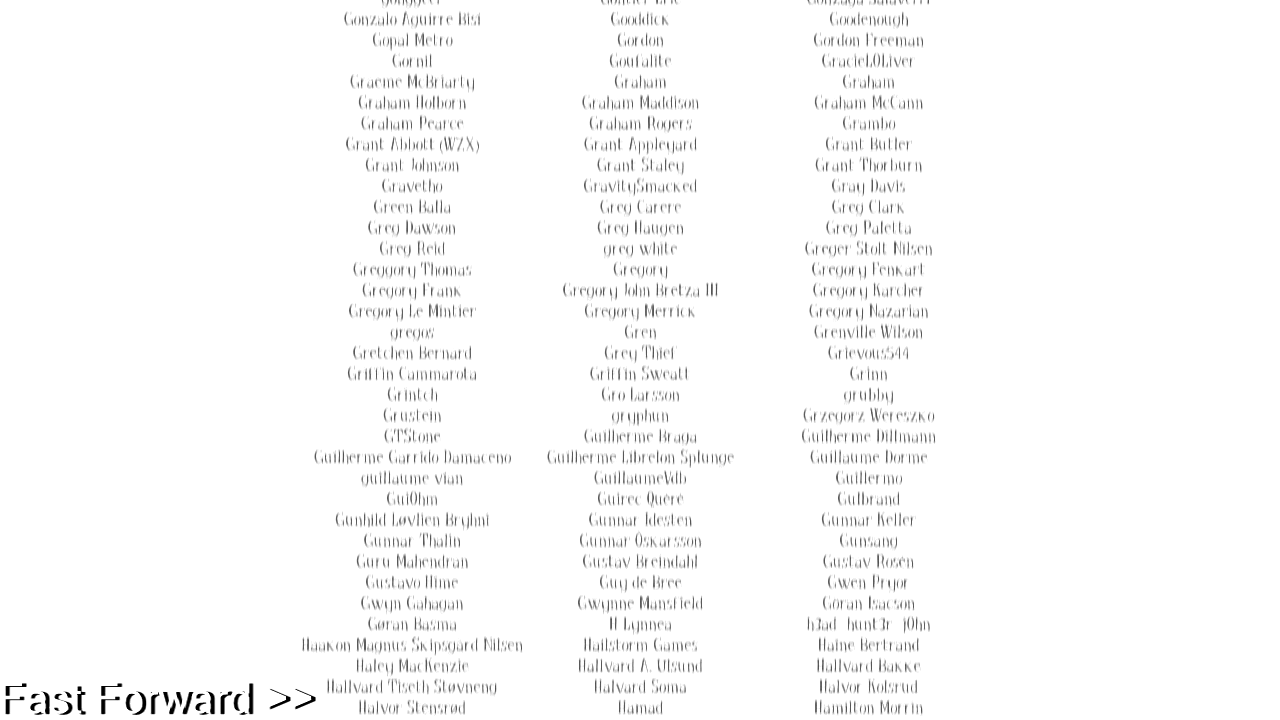 Gonzalo Aguirre Bisi Gooddick Goodenough
Gopal Metro Gordon Gordon Freeman
Gornil Goufalite GracieLOLiver
Graeme McBriarty Graham Graham
Graham Holborn Graham Maddison Graham McCann
Graham Pearce Graham Rogers Grambo
Grant Abbott (WZX) Grant Appleyard Grant Butler
Grant Johnson Grant Staley Grant Thorburn
Gravetho GravitySmacked Gray Davis
Green Balla Greg Carere Greg Clark
Greg Dawson Greg Haugen Greg Paletta
Greg Reid greg white Greger Stolt Nilsen
Greggory Thomas Gregory Gregory Fenkart
Gregory Frank Gregory John Bretza III Gregory Karcher
Gregory Le Mintier Gregory Merrick Gregory Nazarian
gregos Gren Grenville Wilson
Gretchen Bernard Grey Thief Grievous544
Griffin Cammarota Griffin Sweatt Grinn
Grintch Gro Larsson grubby
Grustein gryphun Grzegorz Wereszko
GTStone Guilherme Braga Guilherme Dillmann
Guilherme Garrido Damaceno Guilherme Librelon Splunge Guillaume Dorme
guillaume vian GuillaumeVdb Guillermo
GuiOhm Guirec Quéré Gulbrand
Gunhild Løvlien Bryhni Gunnar Idesten Gunnar Keller
Gunnar Thalin Gunnar Óskarsson Gunsang
Guru Mahendran Gustav Breindahl Gustav Rosén
Gustavo Hime Guy de Bree Gwen Pryor
Gwyn Gahagan Gwynne Mansfield Göran Isacson
Gøran Basma H Lynnea h3ad_hunt3r_j0hn
Haakon Magnus Skipsgård Nilsen Hailstorm Games Haine Bertrand
Haley MacKenzie Hallvard A. Ulsund Hallvard Bakke
Hallvard Tiseth Støvneng Halvard Soma Halvor Kolsrud
Halvor Stensrød Hamad Hamilton Morrin
Fast Forward >>